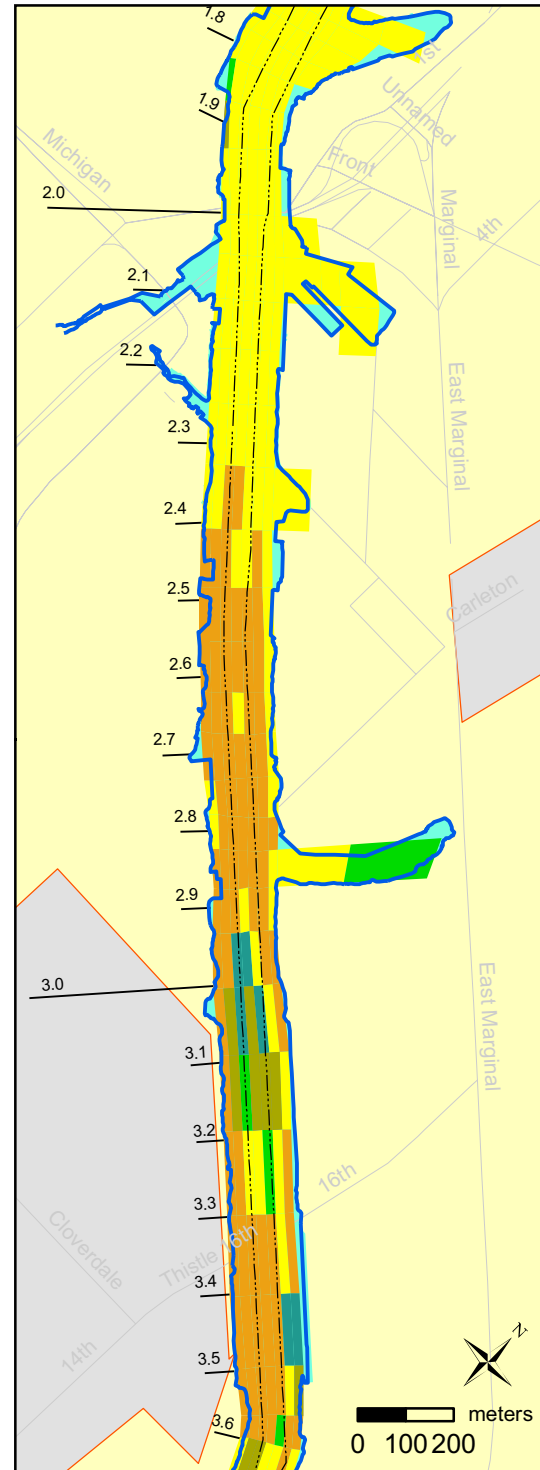 1.8
1st
1.9
Unnamed
Michigan
Front
2.0
Marginal
4th
2.1
2.2
East Marginal
2.3
2.4
2.5
Carleton
2.6
2.7
2.8
2.9
3.0
East Marginal
3.1
3.2
16th
3.3
Cloverdale
Thistle 16th
3.4
14th
3.5
3.6
N
meters
0 100 200